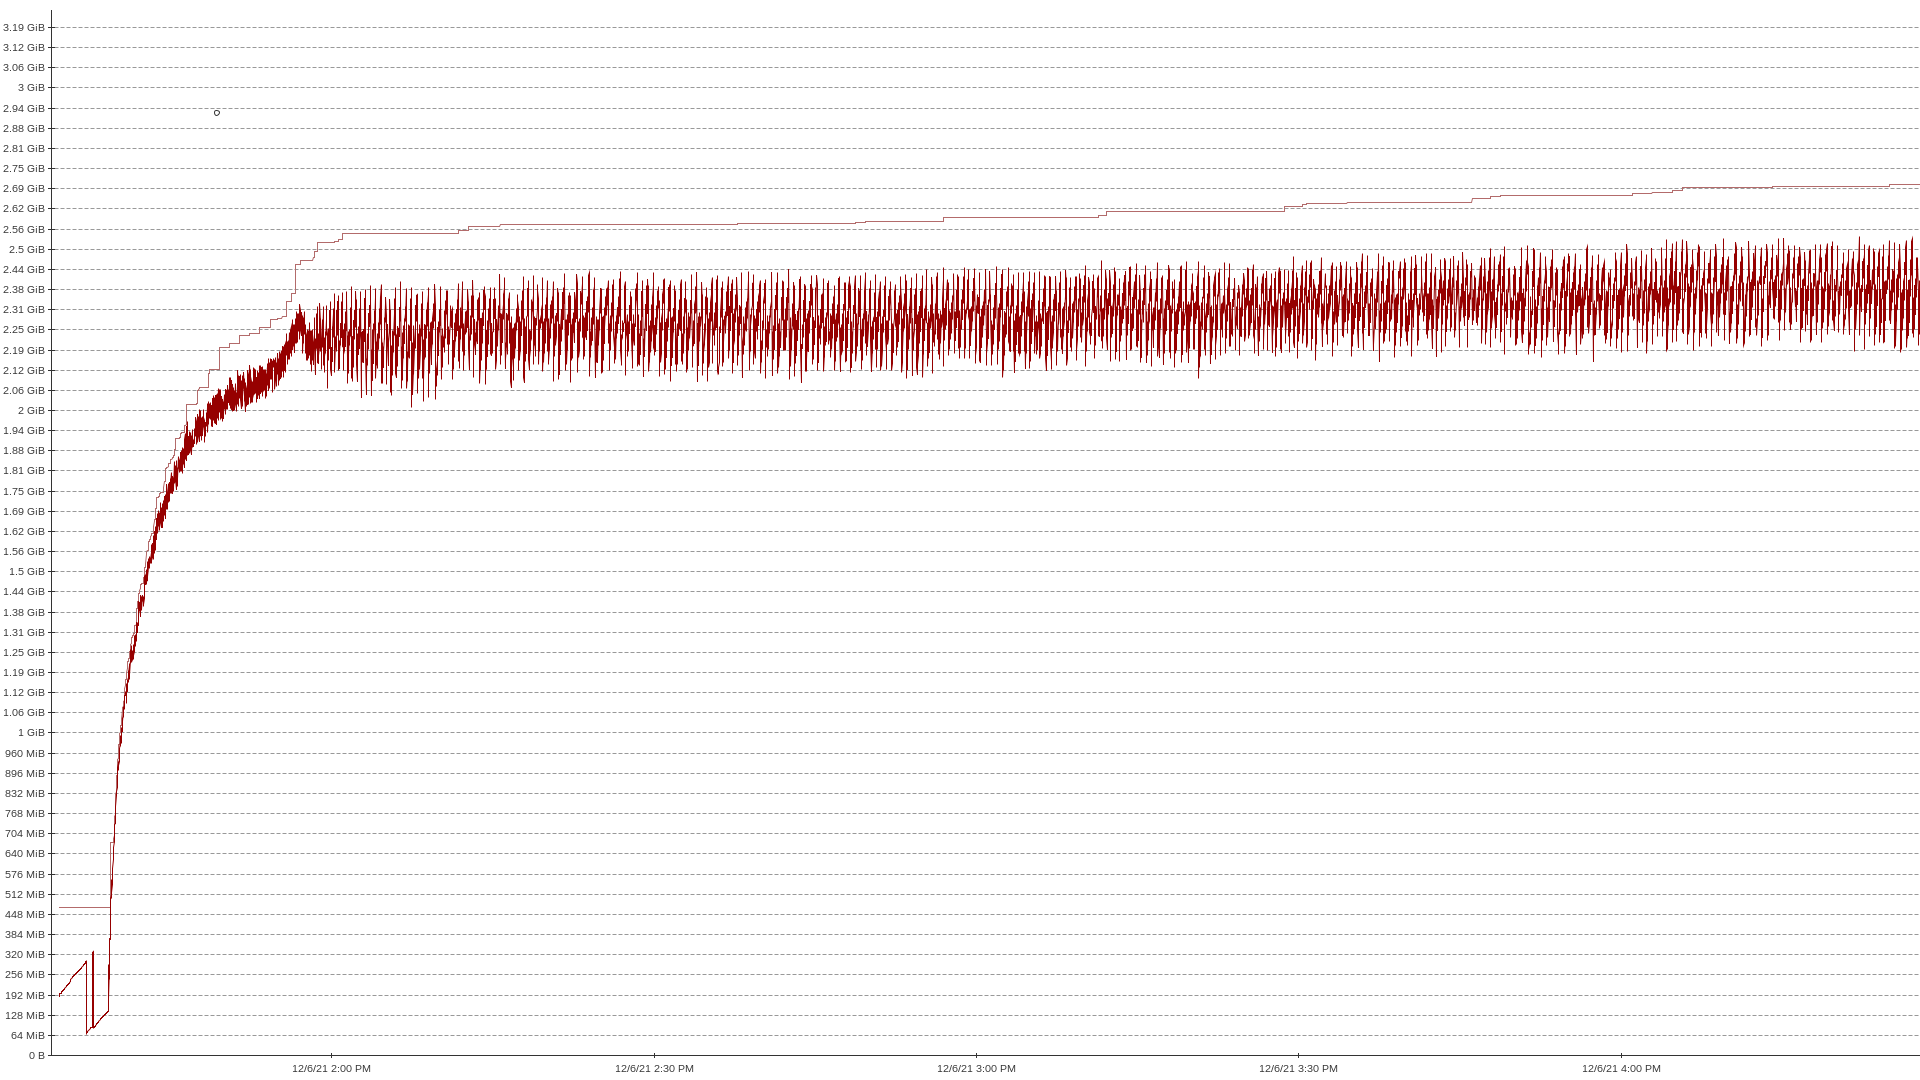 3.19 GiB
3.12 GiB
3.06 GiB
3 GiB
2.94 GiB
2.88 GiB
2.81 GiB
2.75 GiB
2.69 GiB
2.62 GiB
2.56 GiB
2.5 GiB
2.44 GiB
2.38 GiB
2.31 GiB
2.25 GiB
2.19 GiB
2.12 GiB
2.06 GiB
2 GiB
1.94 GiB
1.88 GiB
1.81 GiB
1.75 GiB
1.69 GiB
1.62 GiB
1.56 GiB
1.5 GiB
1.44 GiB
1.38 GiB
1.31 GiB
1.25 GiB
1.19 GiB
1.12 GiB
1.06 GiB
1 GiB
960 MiB
896 MiB
832 MiB
768 MiB
704 MiB
640 MiB
576 MiB
512 MiB
448 MiB
384 MiB
320 MiB
256 MiB
192 MiB
128 MiB
64 MiB
0 B
12/6/21 2:00 PM 12/6/21 2:30 PM 12/6/21 3:00 PM 12/6/21 3:30 PM 12/6/21 4:00 PM